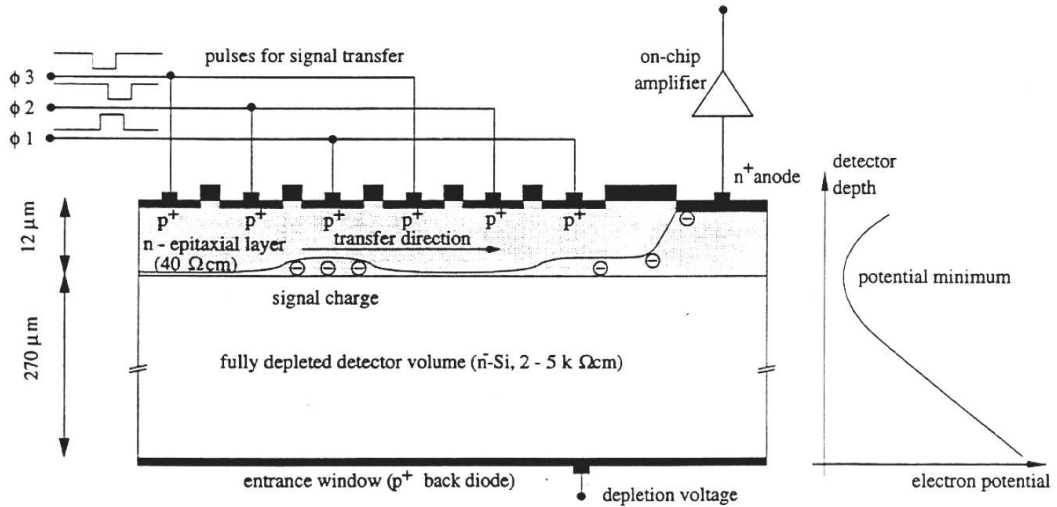 pulses for signal transfer
on-chip
amplifier
ϕ 3
ϕ 2
ϕ 1
n+ anode
detector
depth
12 μm
p+ p+ p+ p+ p+ p+
n - epitaxial layer
(40 Ωcm)
transfer direction
signal charge
potential minimum
270 μm
fully depleted detector volume (n̄-Si, 2 - 5 k Ωcm)
entrance window (p+ back diode)
depletion voltage
electron potential